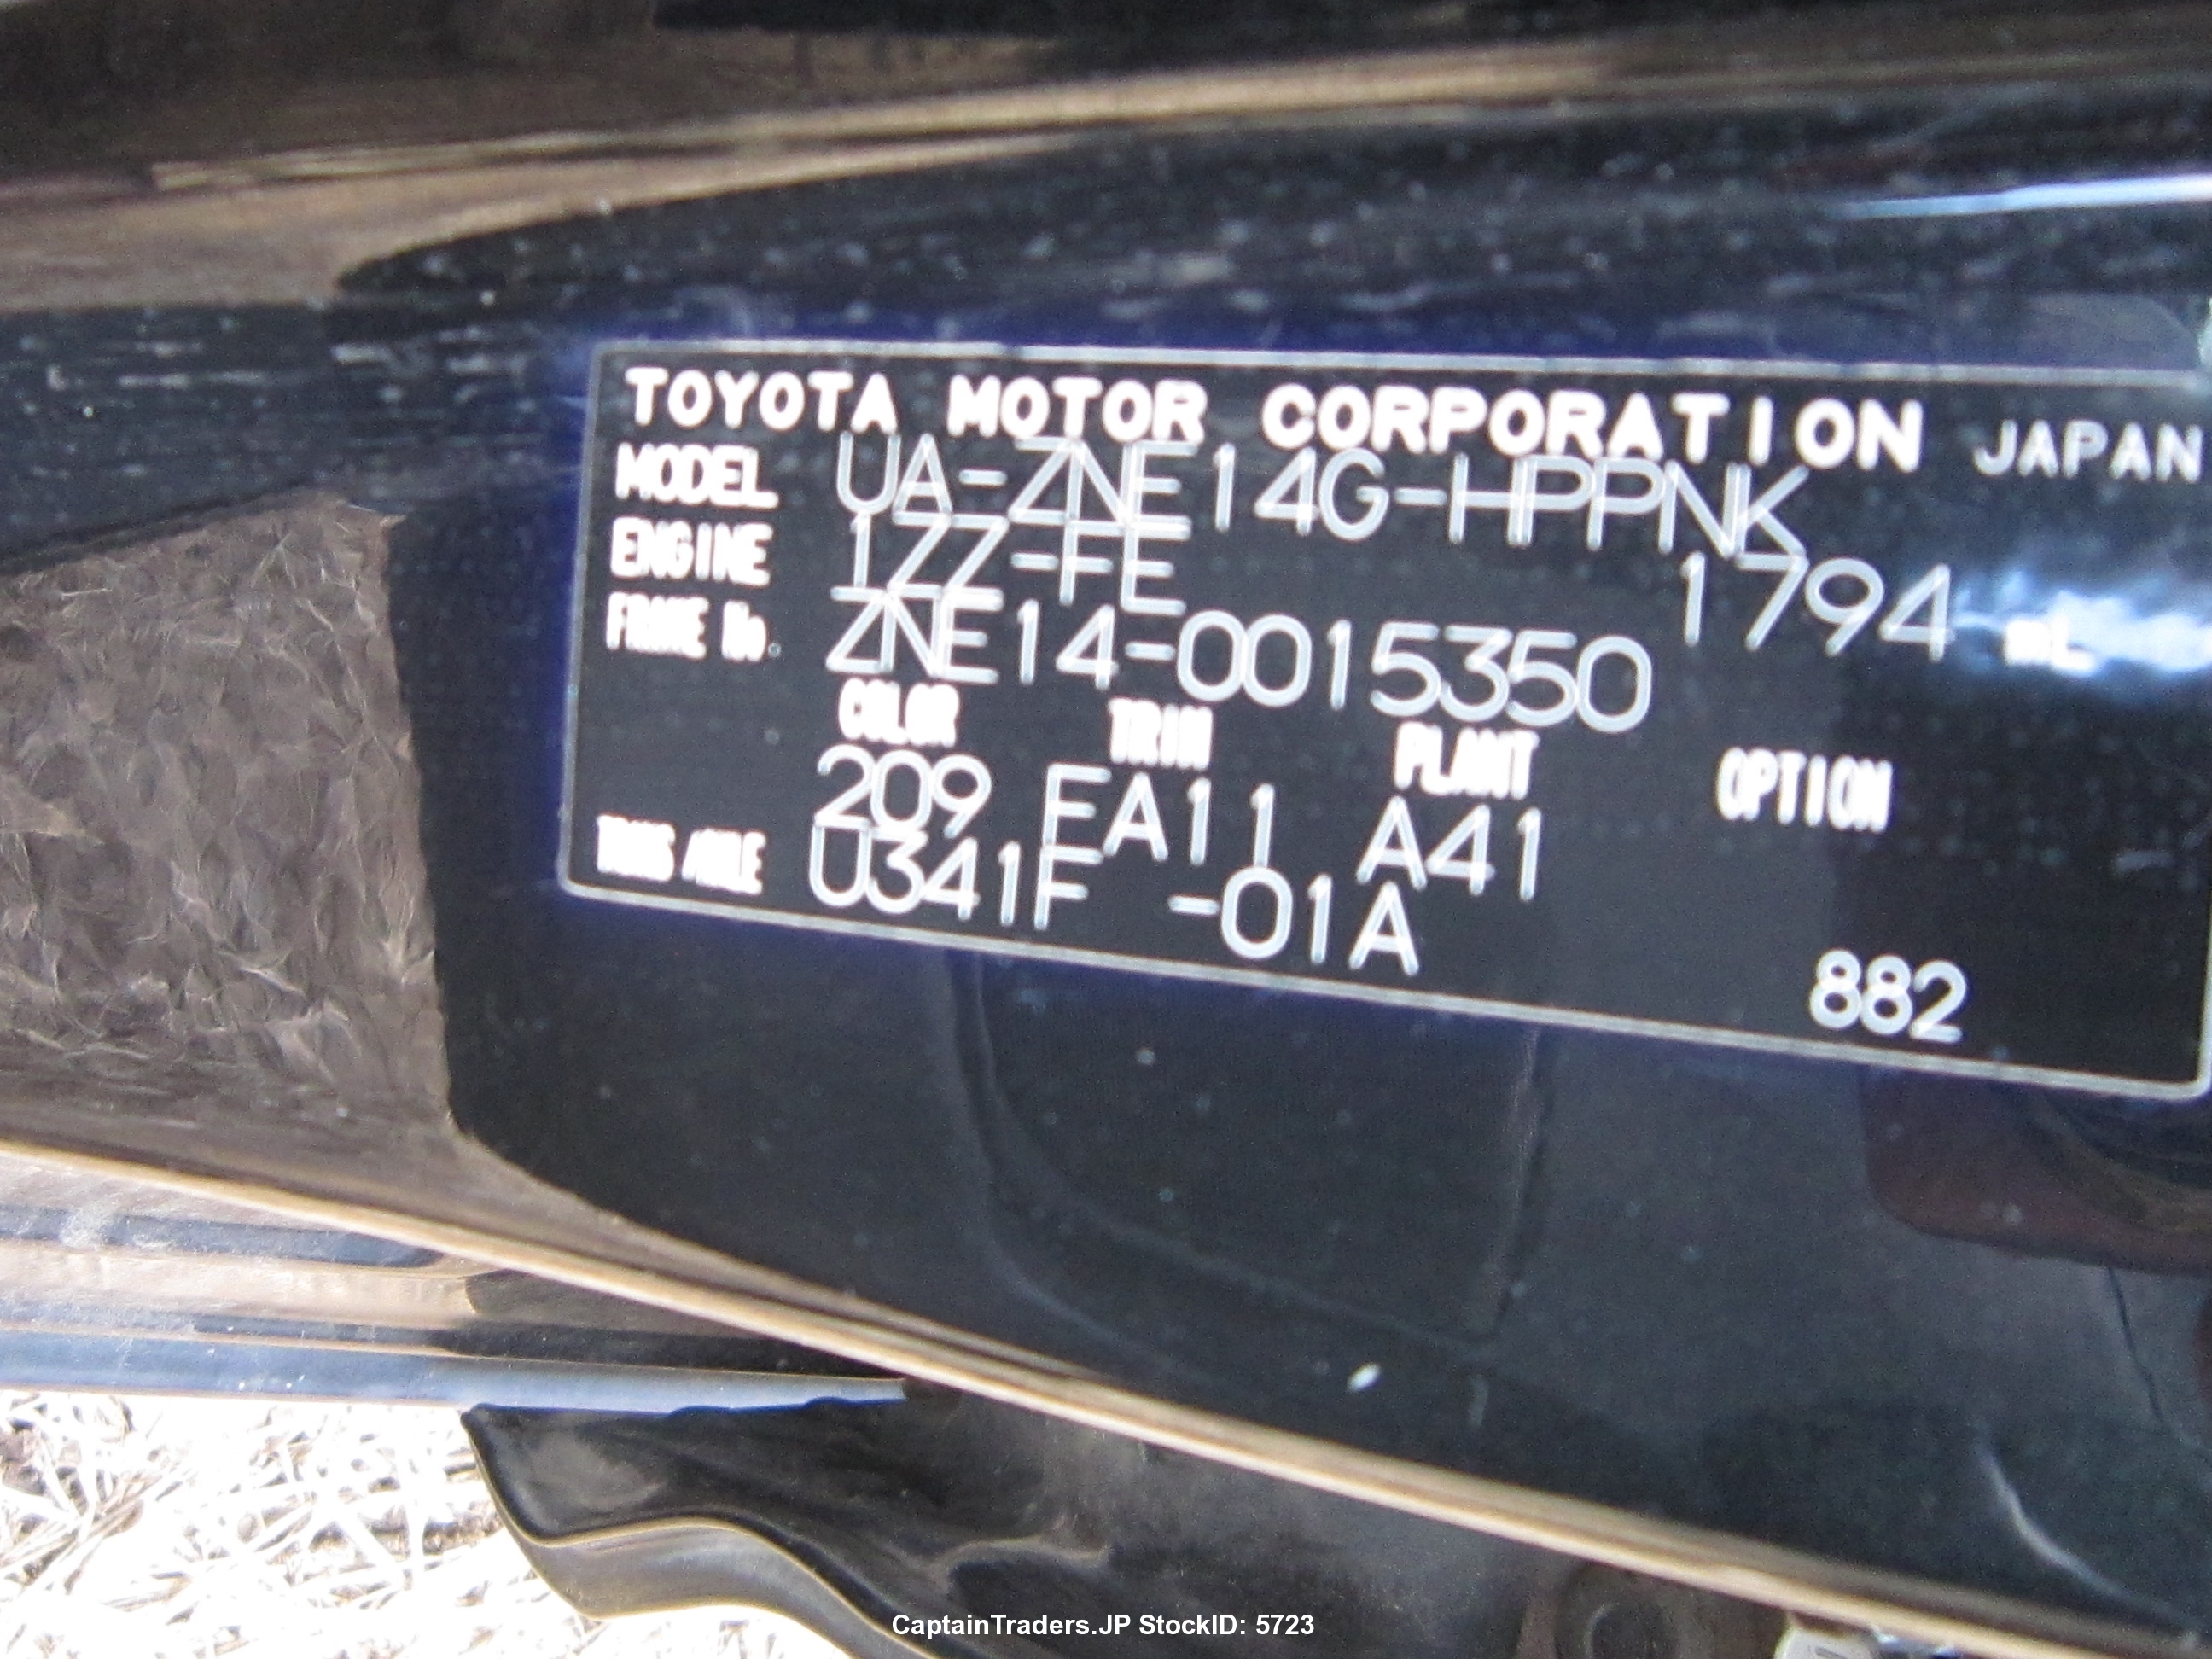 TOYOTA MOTOR CORPORATION JAPAN
MODEL UA-ZNE14G-HPPNK
ENGINE 1ZZ-FE 1794 mL
FRAME No. ZNE14-0015350
COLOR TRIM PLANT OPTION
209 FA11 A41
TRANS AXLE U341F -01A
882
CaptainTraders.JP StockID: 5723